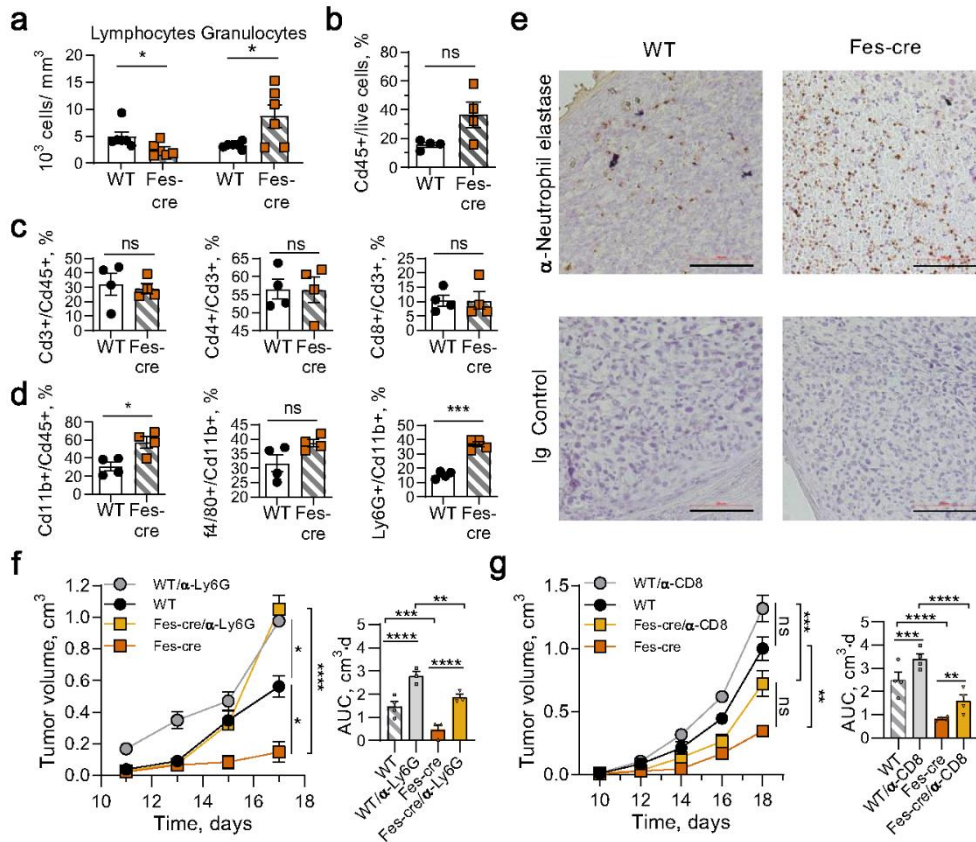 a
Lymphocytes Granulocytes
* *
10³ cells/ mm³
20
15
10
5
0
WT Fes-cre WT Fes-cre
b
ns
Cd45+/live cells, %
60
40
20
0
WT Fes-cre
c
ns
Cd3+/Cd45+, %
50
40
30
20
10
0
WT Fes-cre
ns
Cd4+/Cd3+, %
70
65
60
55
50
45
WT Fes-cre
ns
Cd8+/Cd3+, %
25
20
15
10
5
0
WT Fes-cre
d
*
Cd11b+/Cd45+, %
80
60
40
20
0
WT Fes-cre
ns
f4/80+/Cd11b+, %
45
40
35
30
25
20
WT Fes-cre
***
Ly6G+/Cd11b+, %
50
40
30
20
10
0
WT Fes-cre
e
WT Fes-cre
α-Neutrophil elastase
Ig Control
f
WT/α-Ly6G
WT
Fes-cre/α-Ly6G
Fes-cre
Tumor volume, cm³
1.2
1.0
0.8
0.6
0.4
0.2
0.0
10 12 14 16 18
Time, days
*
*
****
**
***
**** ****
AUC, cm³·d
5
4
3
2
1
0
WT
WT/α-Ly6G
Fes-cre
Fes-cre/α-Ly6G
g
WT/α-CD8
WT
Fes-cre/α-CD8
Fes-cre
Tumor volume, cm³
1.5
1.0
0.5
0.0
10 12 14 16 18
Time, days
ns
ns
***
**
****
****
***
**
AUC, cm³·d
5
4
3
2
1
0
WT
WT/α-CD8
Fes-cre
Fes-cre/α-CD8